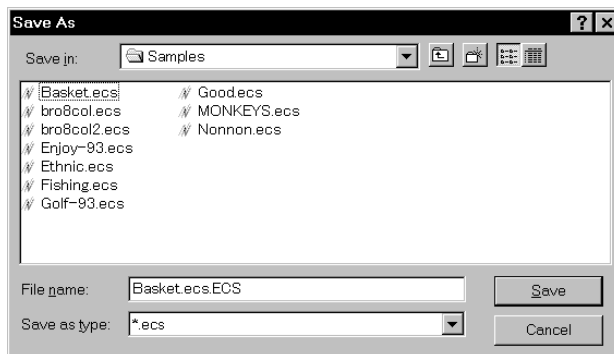 Save As
Save in:
Samples
Basket.ecs
bro8col.ecs
bro8col2.ecs
Enjoy-93.ecs
Ethnic.ecs
Fishing.ecs
Golf-93.ecs
Good.ecs
MONKEYS.ecs
Nonnon.ecs
File name:
Basket.ecs.ECS
Save
Save as type:
*.ecs
Cancel